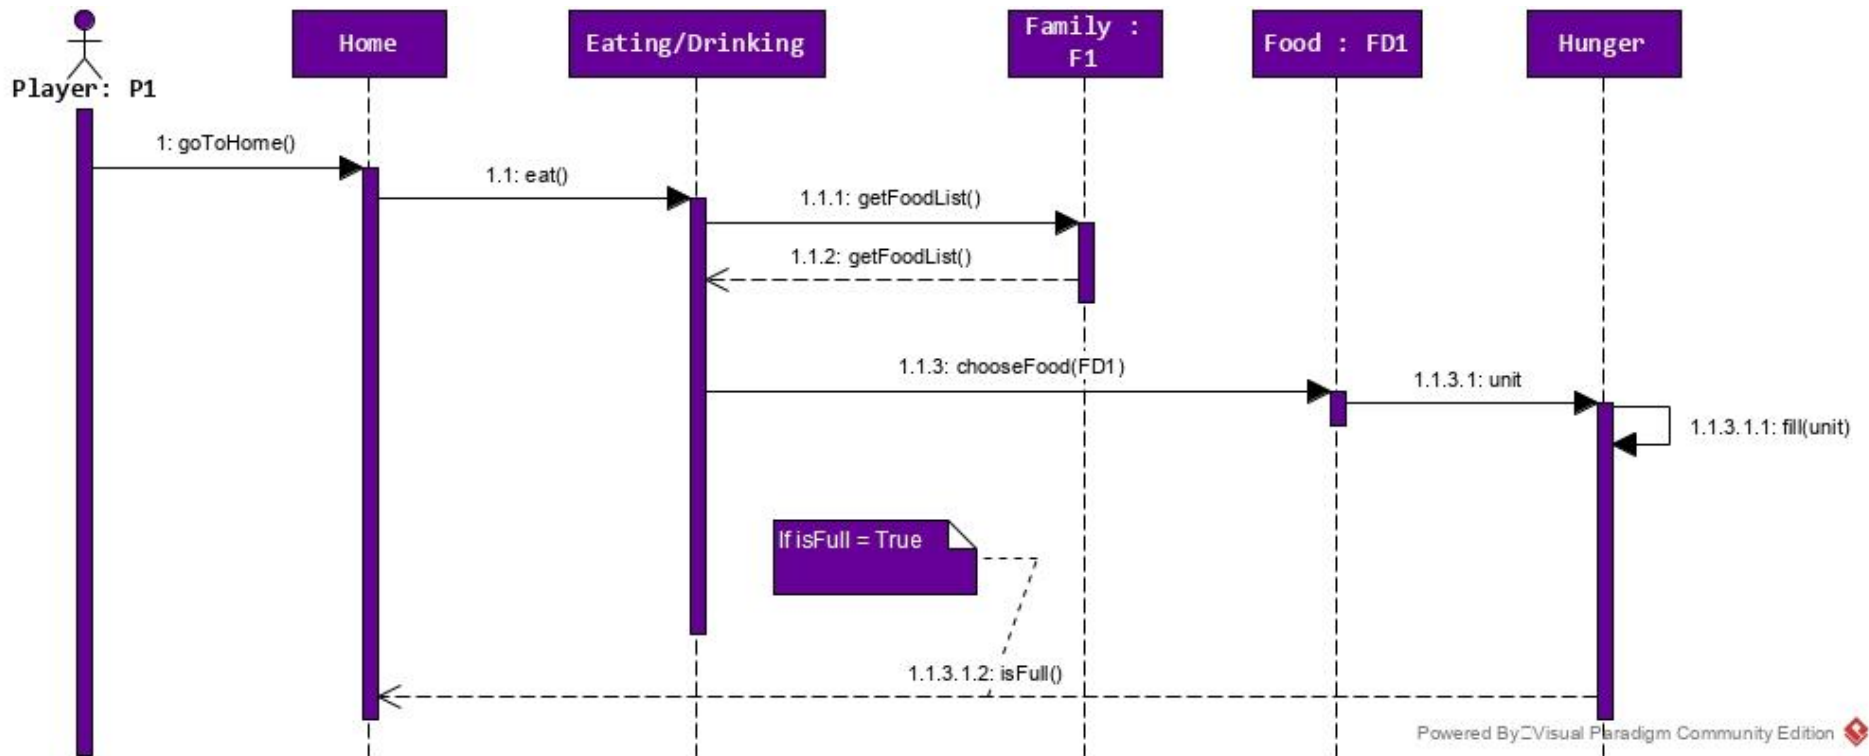 Home
Eating/Drinking
Family :
F1
Food : FD1
Hunger
Player: P1
1: goToHome()
1.1: eat()
1.1.1: getFoodList()
1.1.2: getFoodList()
1.1.3: chooseFood(FD1)
1.1.3.1: unit
1.1.3.1.1: fill(unit)
If isFull = True
1.1.3.1.2: isFull()
Powered By Visual Paradigm Community Edition